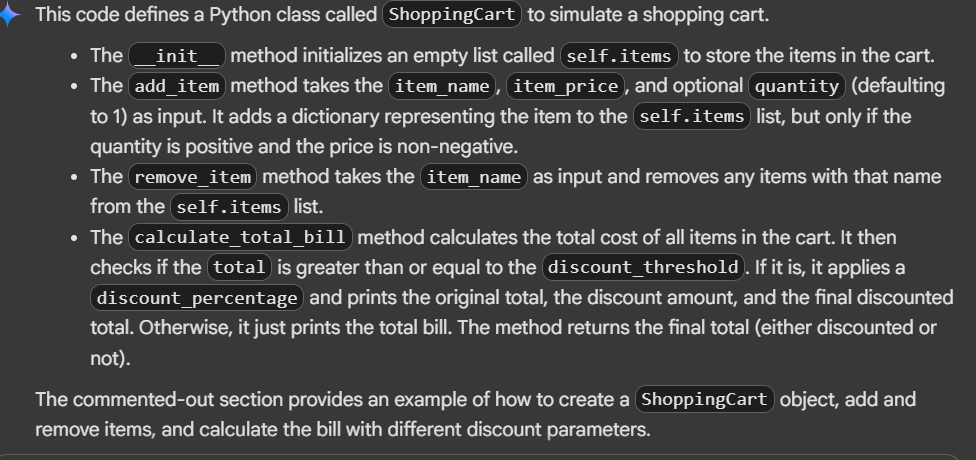 This code defines a Python class called ShoppingCart to simulate a shopping cart.
• The __init__ method initializes an empty list called self.items to store the items in the cart.
• The add_item method takes the item_name, item_price, and optional quantity (defaulting
to 1) as input. It adds a dictionary representing the item to the self.items list, but only if the
quantity is positive and the price is non-negative.
• The remove_item method takes the item_name as input and removes any items with that name
from the self.items list.
• The calculate_total_bill method calculates the total cost of all items in the cart. It then
checks if the total is greater than or equal to the discount_threshold. If it is, it applies a
discount_percentage and prints the original total, the discount amount, and the final discounted
total. Otherwise, it just prints the total bill. The method returns the final total (either discounted or
not).
The commented-out section provides an example of how to create a ShoppingCart object, add and
remove items, and calculate the bill with different discount parameters.